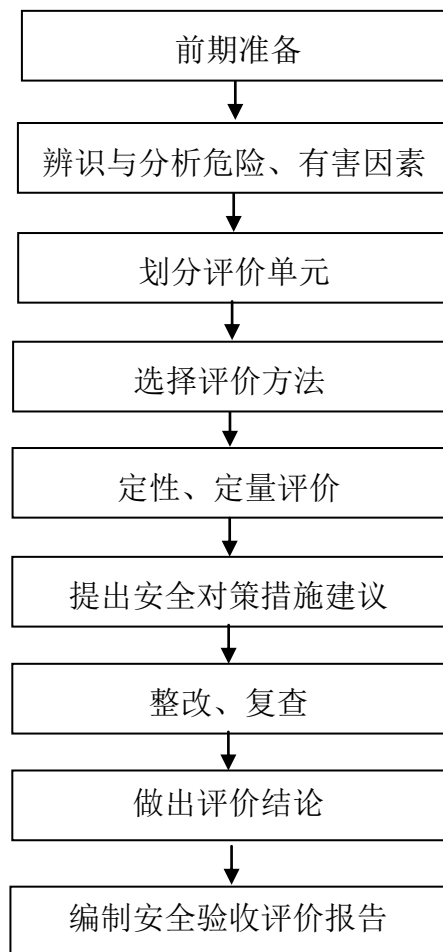 前期准备
辨识与分析危险、有害因素
划分评价单元
选择评价方法
定性、定量评价
提出安全对策措施建议
整改、复查
做出评价结论
编制安全验收评价报告